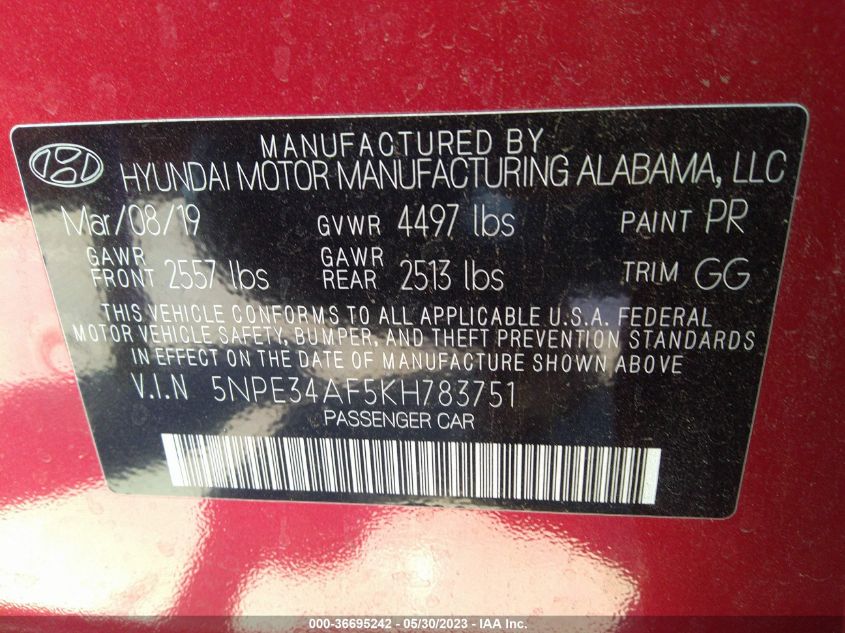 MANUFACTURED BY
HYUNDAI MOTOR MANUFACTURING ALABAMA, LLC
Mar/08/19 GVWR 4497 lbs PAINT PR
GAWR FRONT 2557 lbs GAWR REAR 2513 lbs TRIM GG
THIS VEHICLE CONFORMS TO ALL APPLICABLE U.S.A. FEDERAL
MOTOR VEHICLE SAFETY, BUMPER, AND THEFT PREVENTION STANDARDS
IN EFFECT ON THE DATE OF MANUFACTURE SHOWN ABOVE
V.I.N 5NPE34AF5KH783751
PASSENGER CAR
000-36695242 - 05/30/2023 - IAA Inc.